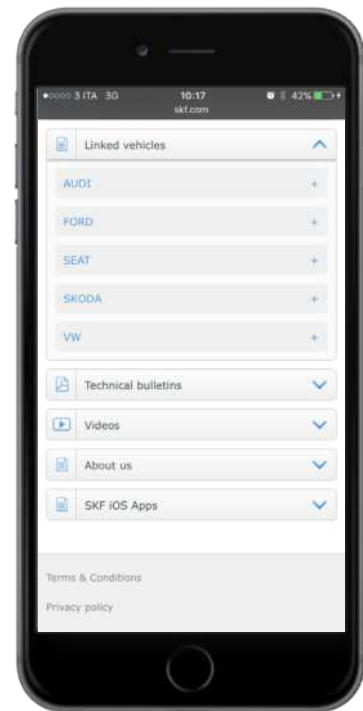 3 ITA 3G 10:17 42%
skf.com
Linked vehicles
AUDI +
FORD +
SEAT +
SKODA +
VW +
Technical bulletins
Videos
About us
SKF iOS Apps
Terms & Conditions
Privacy policy